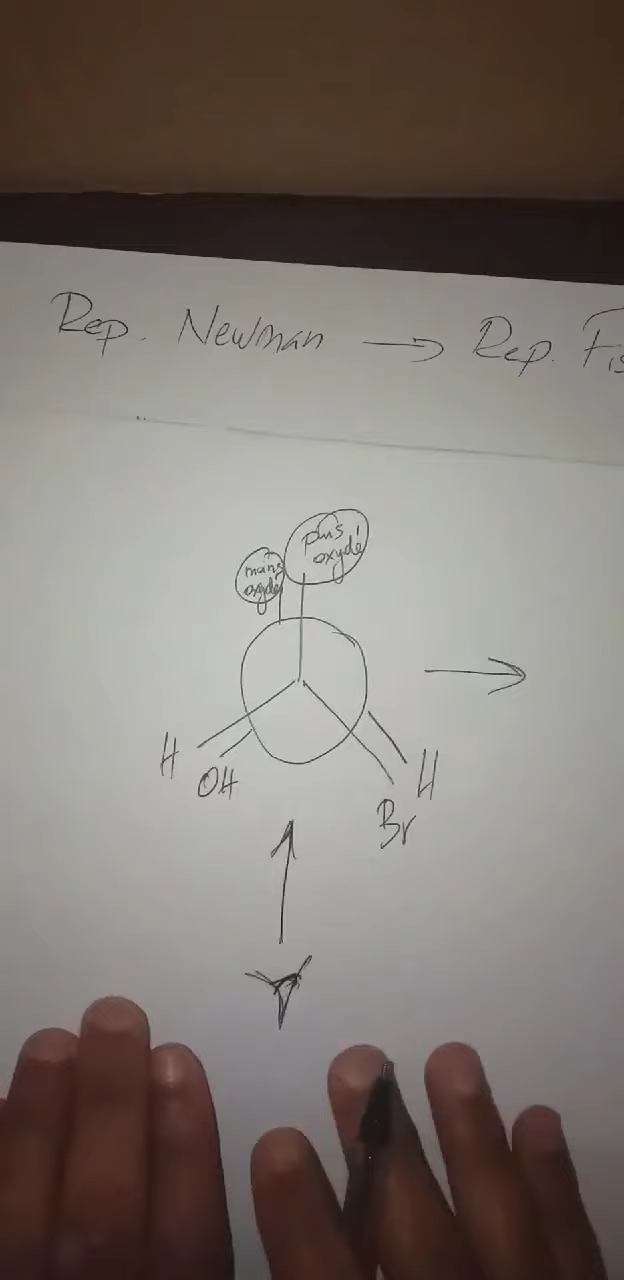 Rep. Newman → Rep. Fis
plus
oxydé
moins
oxydé
H
OH
H
Br